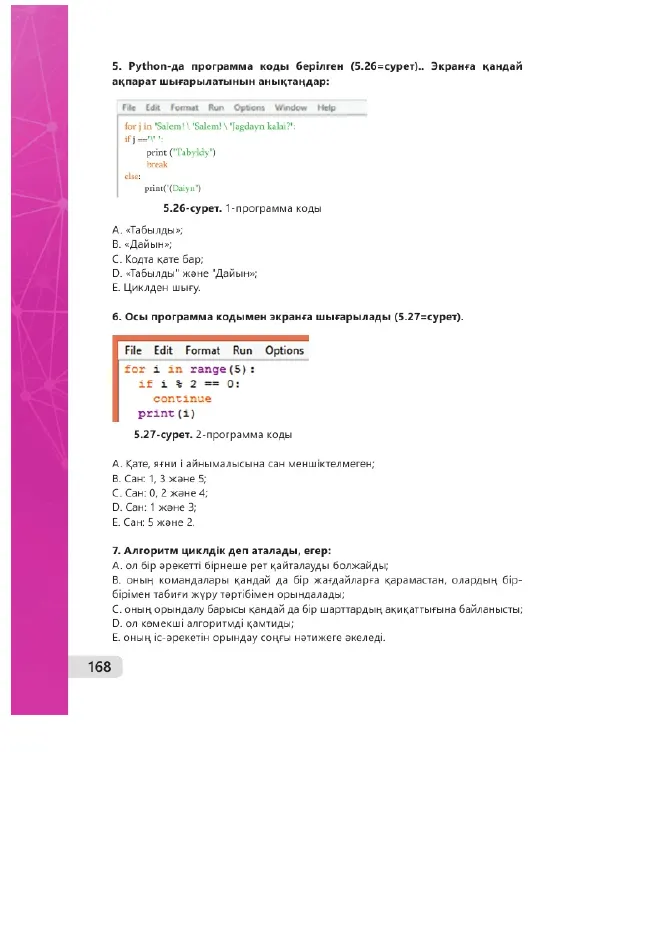 5. Python-да программа коды берілген (5.26=сурет).. Экранға қандай
ақпарат шығарылатынын анықтаңдар:
File Edit Format Run Options Window Help
for j in "Salem! \ 'Salem! \ "Jagdayn kalai?":
if j =="\" ":
print ("Tabyldy")
break
else:
print("(Daiyn")
5.26-сурет. 1-программа коды
A. «Табылды»;
B. «Дайын»;
C. Кодта қате бар;
D. «Табылды" және "Дайын»;
E. Циклден шығу.
6. Осы программа кодымен экранға шығарылады (5.27=сурет).
File Edit Format Run Options
for i in range(5):
if i % 2 == 0:
continue
print(i)
5.27-сурет. 2-программа коды
A. Қате, яғни і айнымалысына сан меншіктелмеген;
B. Сан: 1, 3 және 5;
C. Сан: 0, 2 және 4;
D. Сан: 1 және 3;
E. Сан: 5 және 2.
7. Алгоритм циклдік деп аталады, егер:
A. ол бір әрекетті бірнеше рет қайталауды болжайды;
B. оның командалары қандай да бір жағдайларға қарамастан, олардың бір-
бірімен табиғи жүру тәртібімен орындалады;
C. оның орындалу барысы қандай да бір шарттардың ақиқаттығына байланысты;
D. ол көмекші алгоритмді қамтиды;
E. оның іс-әрекетін орындау соңғы нәтижеге әкеледі.
168